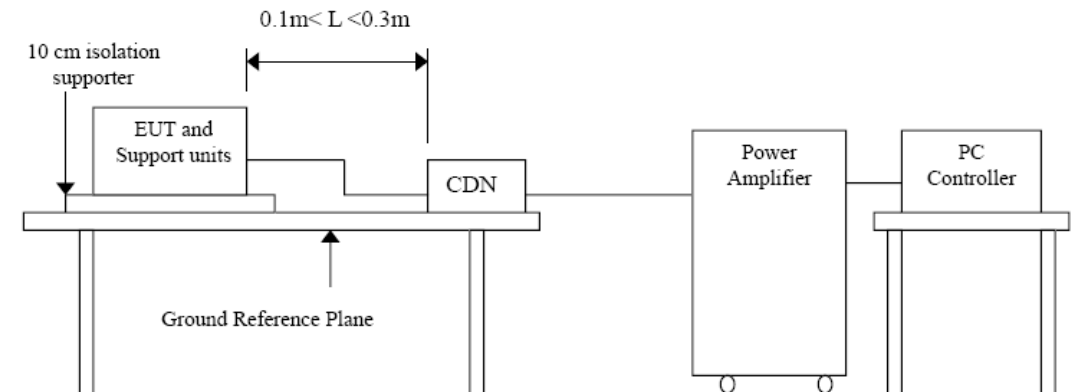 0.1m< L <0.3m
10 cm isolation
supporter
EUT and
Support units
CDN
Power
Amplifier
PC
Controller
Ground Reference Plane